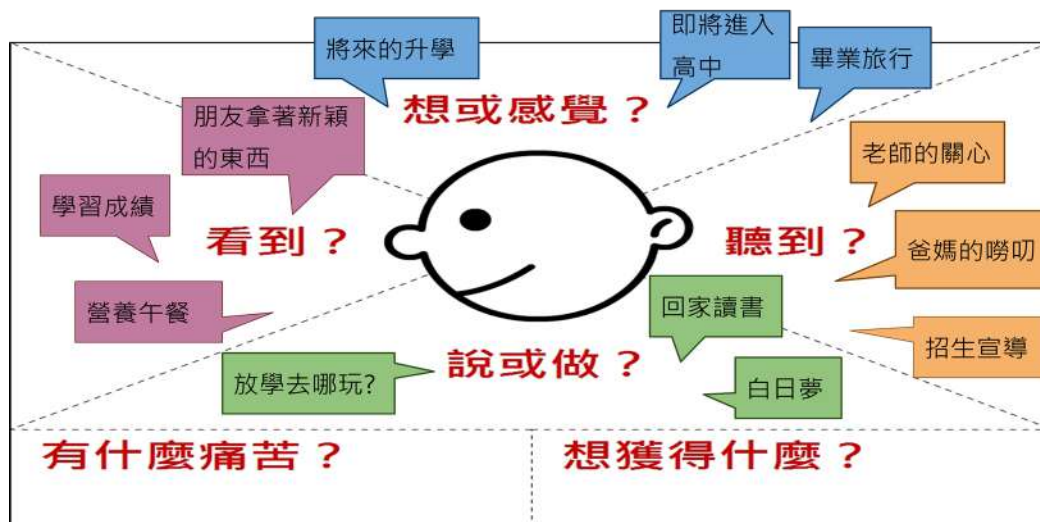 將來的升學
即將進入
高中
畢業旅行
想或感覺？
朋友拿著新穎
的東西
老師的關心
學習成績
看到？
聽到？
爸媽的嘮叨
營養午餐
回家讀書
招生宣導
說或做？
放學去哪玩?
白日夢
有什麼痛苦？
想獲得什麼？